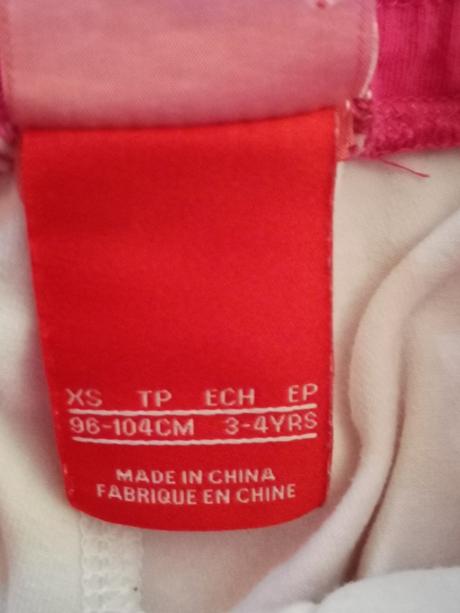 XS TP ECH EP
96-104CM 3-4YRS
MADE IN CHINA
FABRIQUE EN CHINE